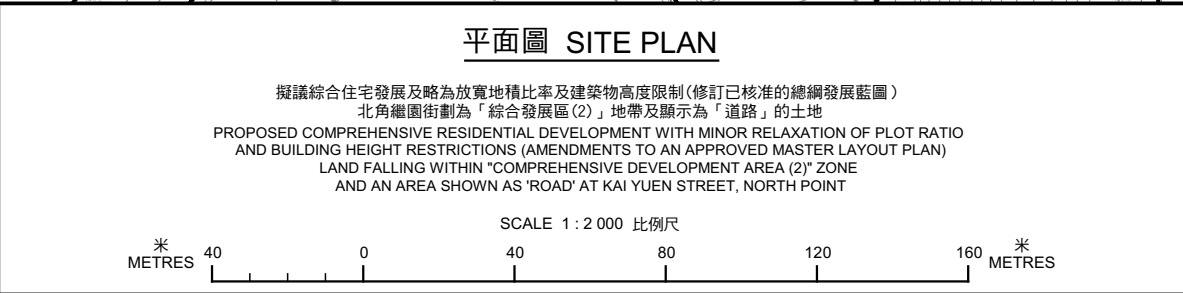 平面圖 SITE PLAN
擬議綜合住宅發展及略為放寬地積比率及建築物高度限制(修訂已核准的總綱發展藍圖)
北角繼園街劃為「綜合發展區(2)」地帶及顯示為「道路」的土地
PROPOSED COMPREHENSIVE RESIDENTIAL DEVELOPMENT WITH MINOR RELAXATION OF PLOT RATIO
AND BUILDING HEIGHT RESTRICTIONS (AMENDMENTS TO AN APPROVED MASTER LAYOUT PLAN)
LAND FALLING WITHIN "COMPREHENSIVE DEVELOPMENT AREA (2)" ZONE
AND AN AREA SHOWN AS 'ROAD' AT KAI YUEN STREET, NORTH POINT
SCALE 1 : 2 000 比例尺
米 METRES 40 0 40 80 120 160 米 METRES